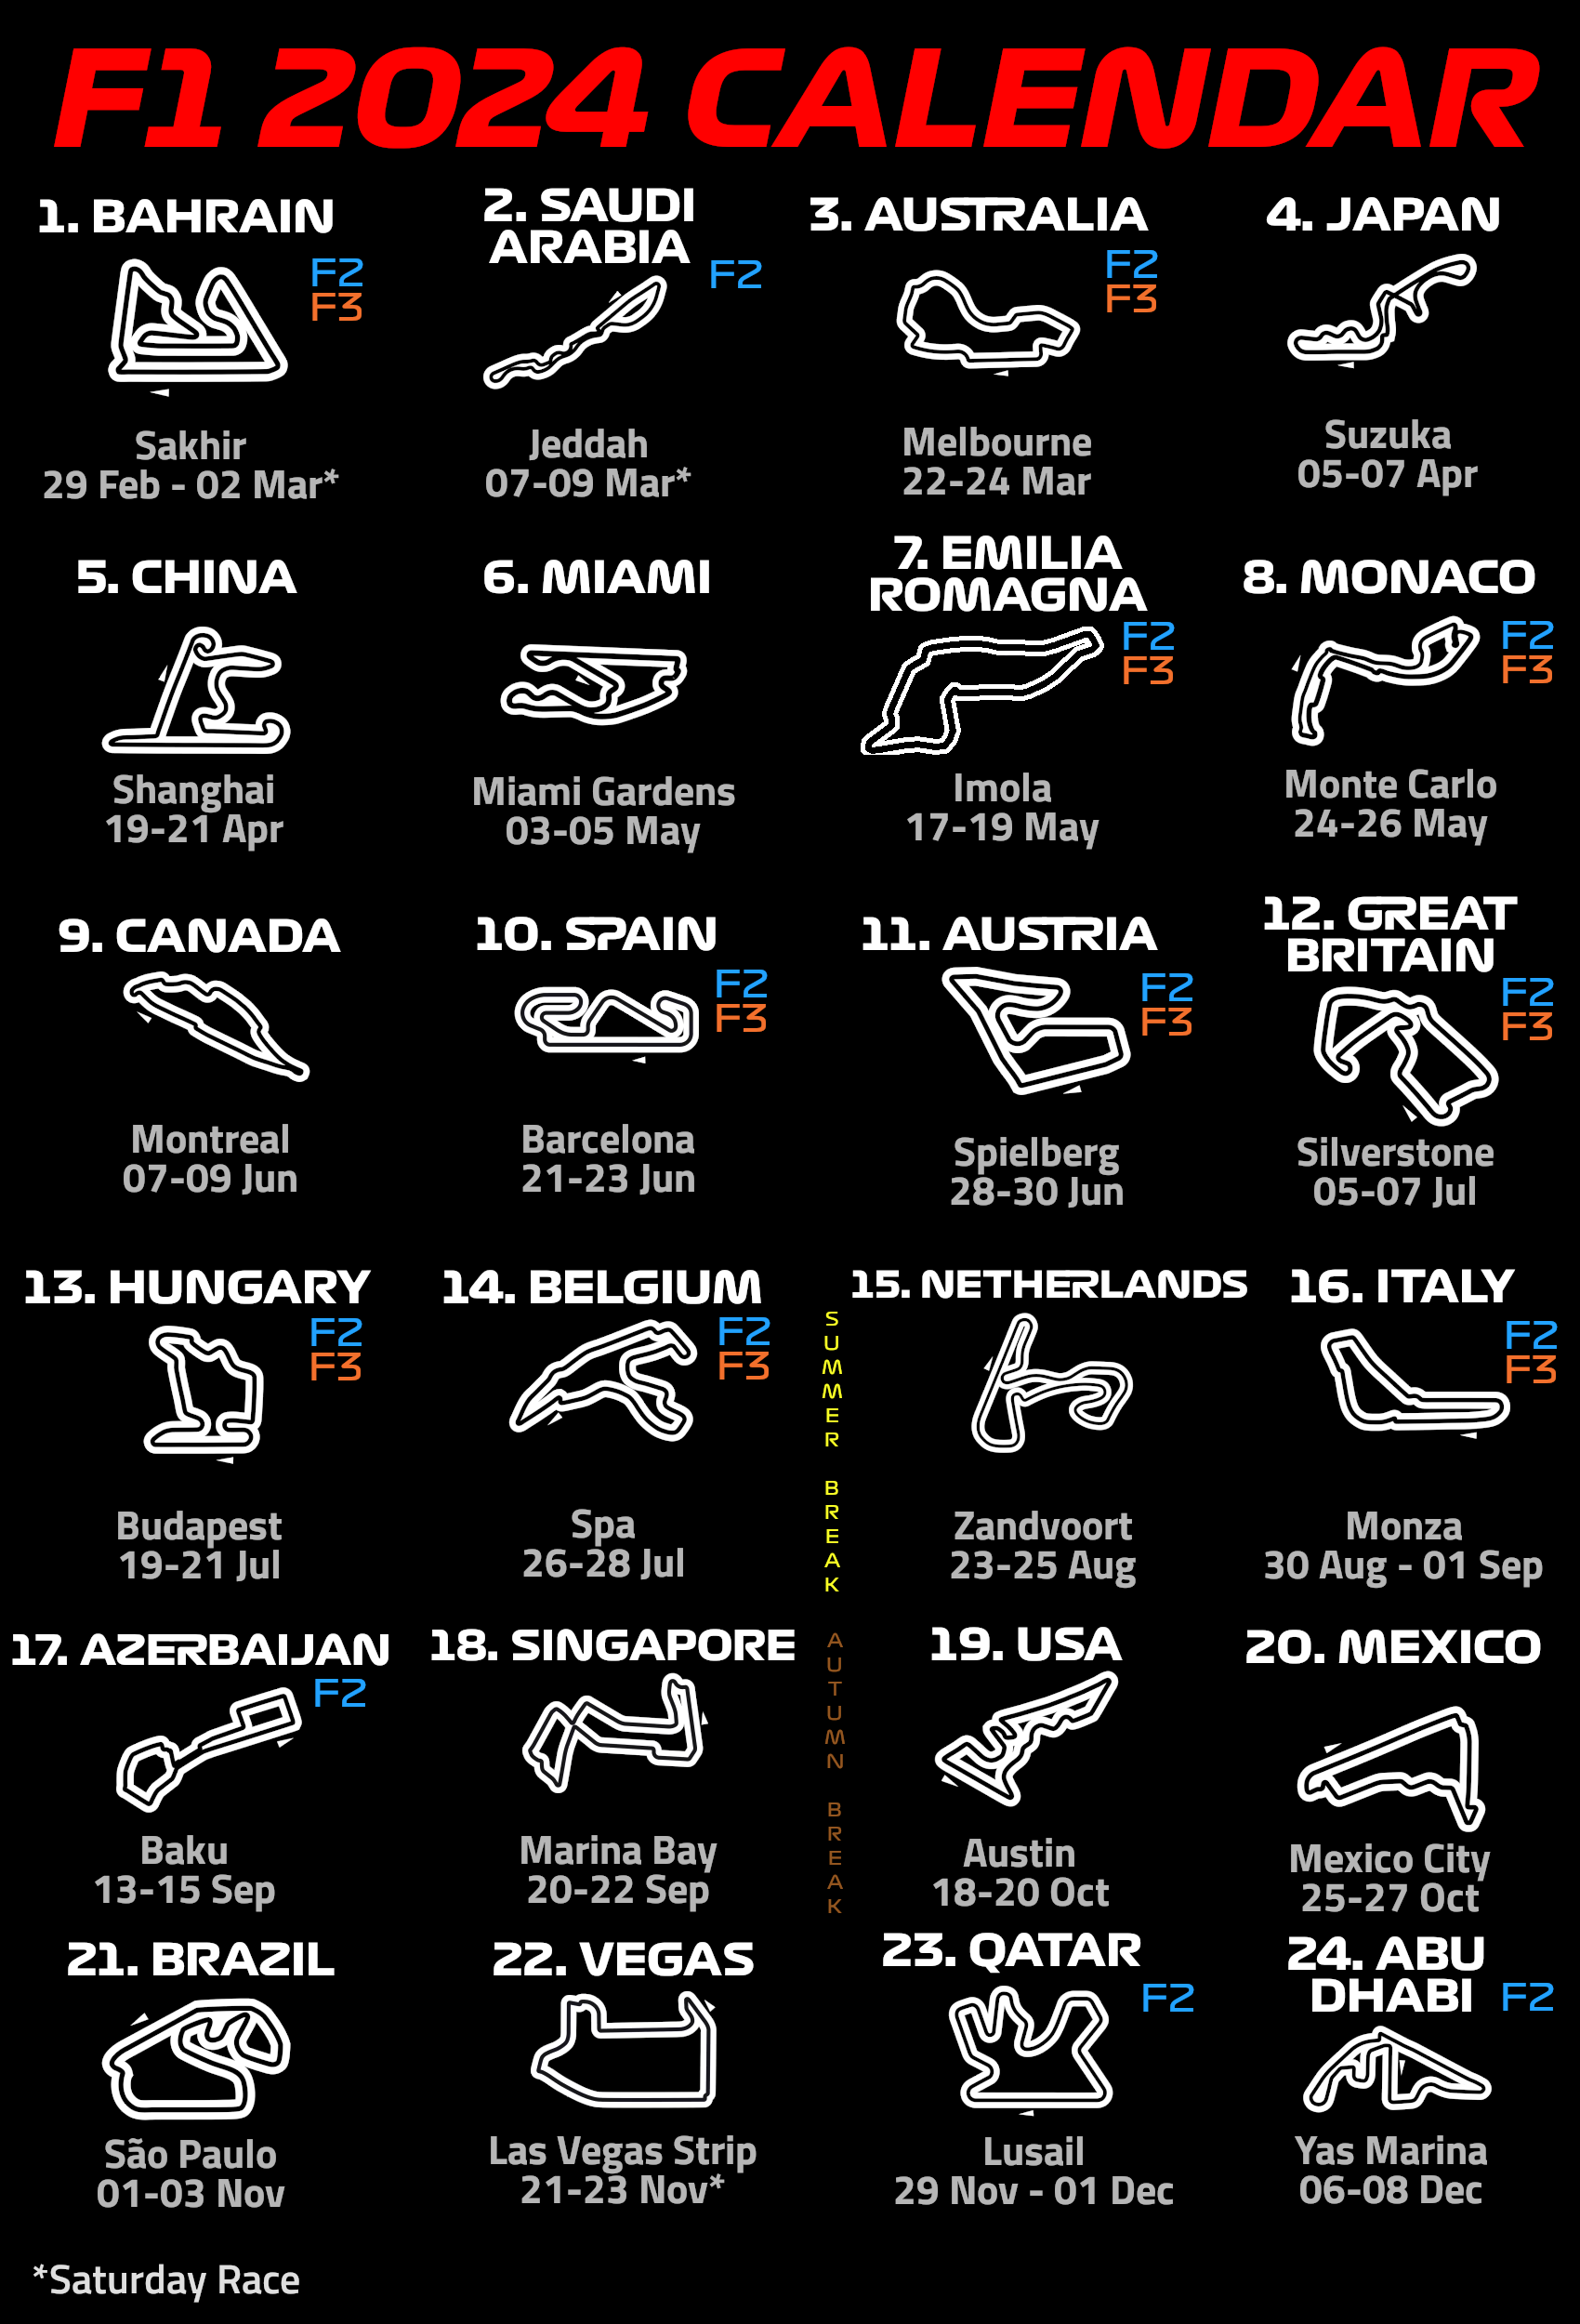 F1 2024 CALENDAR
1. BAHRAIN
F2
F3
Sakhir
29 Feb - 02 Mar*
2. SAUDI
ARABIA
F2
Jeddah
07-09 Mar*
3. AUSTRALIA
F2
F3
Melbourne
22-24 Mar
4. JAPAN
Suzuka
05-07 Apr
5. CHINA
Shanghai
19-21 Apr
6. MIAMI
Miami Gardens
03-05 May
7. EMILIA
ROMAGNA
F2
F3
Imola
17-19 May
8. MONACO
F2
F3
Monte Carlo
24-26 May
9. CANADA
Montreal
07-09 Jun
10. SPAIN
F2
F3
Barcelona
21-23 Jun
11. AUSTRIA
F2
F3
Spielberg
28-30 Jun
12. GREAT
BRITAIN
F2
F3
Silverstone
05-07 Jul
13. HUNGARY
F2
F3
Budapest
19-21 Jul
14. BELGIUM
F2
F3
Spa
26-28 Jul
SUMMER BREAK
15. NETHERLANDS
Zandvoort
23-25 Aug
16. ITALY
F2
F3
Monza
30 Aug - 01 Sep
17. AZERBAIJAN
F2
Baku
13-15 Sep
18. SINGAPORE
Marina Bay
20-22 Sep
AUTUMN BREAK
19. USA
Austin
18-20 Oct
20. MEXICO
Mexico City
25-27 Oct
21. BRAZIL
São Paulo
01-03 Nov
22. VEGAS
Las Vegas Strip
21-23 Nov*
23. QATAR
F2
Lusail
29 Nov - 01 Dec
24. ABU
DHABI
F2
Yas Marina
06-08 Dec
*Saturday Race